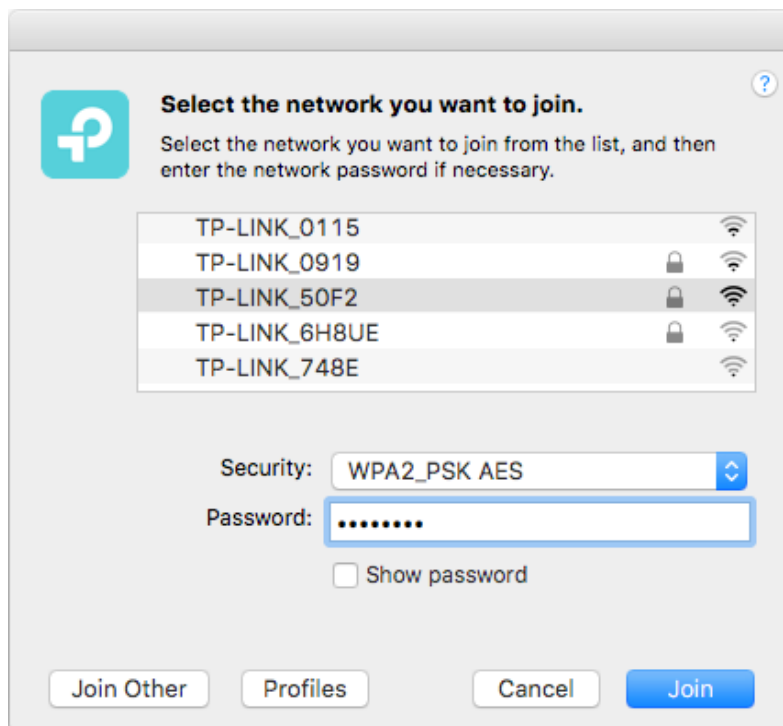 ?
Select the network you want to join.
Select the network you want to join from the list, and then
enter the network password if necessary.
TP-LINK_0115
TP-LINK_0919
TP-LINK_50F2
TP-LINK_6H8UE
TP-LINK_748E
Security: WPA2_PSK AES
Password: ••••••••
Show password
Join Other Profiles Cancel Join